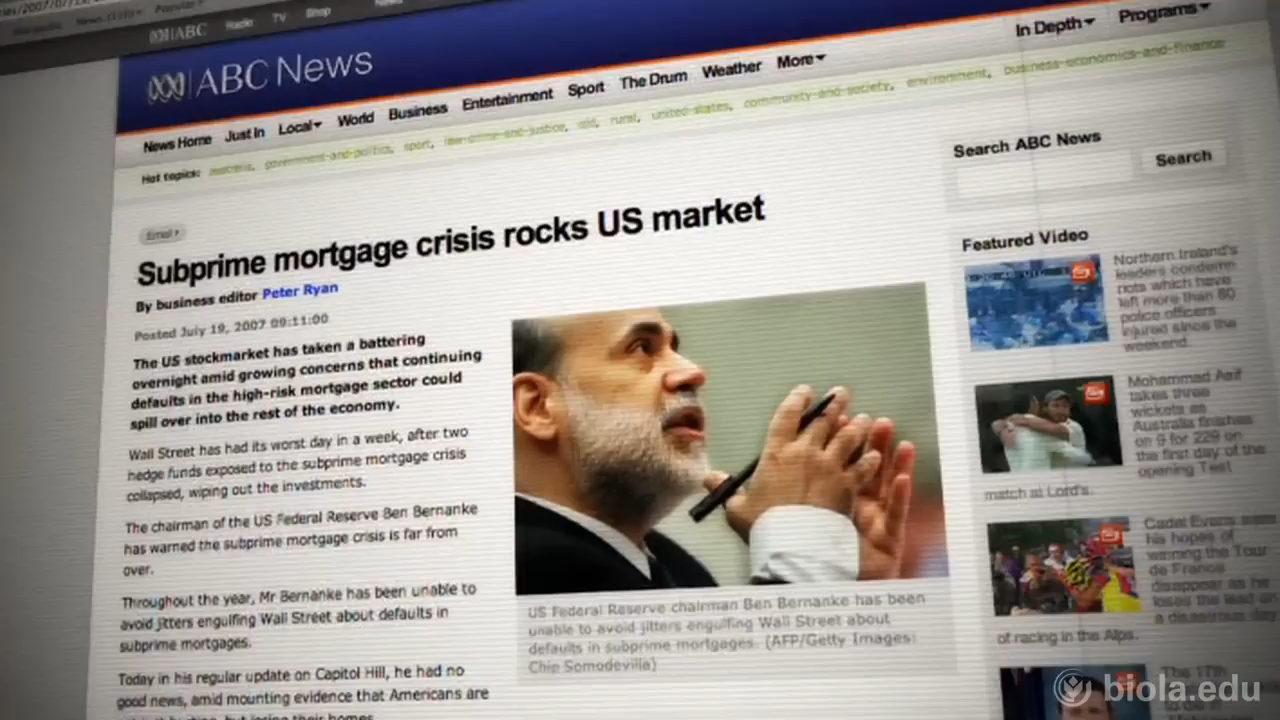 ABC
Radio
TV
Shop
News
ABC News
In Depth
Programs
News Home
Just In
Local
World
Business
Entertainment
Sport
The Drum
Weather
More
Hot topics:
government-and-politics,
sport,
law-crime-and-justice,
rural,
united-states,
community-and-society,
environment,
business-economics-and-finance
Search ABC News
Search
Email
Subprime mortgage crisis rocks US market
By business editor Peter Ryan
Posted July 19, 2007 09:11:00
The US stockmarket has taken a battering
overnight amid growing concerns that continuing
defaults in the high-risk mortgage sector could
spill over into the rest of the economy.
Wall Street has had its worst day in a week, after two
hedge funds exposed to the subprime mortgage crisis
collapsed, wiping out the investments.
The chairman of the US Federal Reserve Ben Bernanke
has warned the subprime mortgage crisis is far from
over.
Throughout the year, Mr Bernanke has been unable to
avoid jitters engulfing Wall Street about defaults in
subprime mortgages.
Today in his regular update on Capitol Hill, he had no
good news, amid mounting evidence that Americans are
but losing their homes.
US Federal Reserve chairman Ben Bernanke has been
unable to avoid jitters engulfing Wall Street about
defaults in subprime mortgages. (AFP/Getty Images:
Chip Somodevilla)
Featured Video
Northern Ireland's
leaders condemn
riots which have
left more than 80
police officers
injured since the
weekend.
Mohammad Asif
takes three
wickets as
Australia finishes
on 9 for 229 on
the first day of the
opening Test
match at Lord's.
Cadel Evans sees
his hopes of
winning the Tour
de France
disappear as he
loses the lead on
a disastrous day
of racing in the Alps.
The 17th
biola.edu